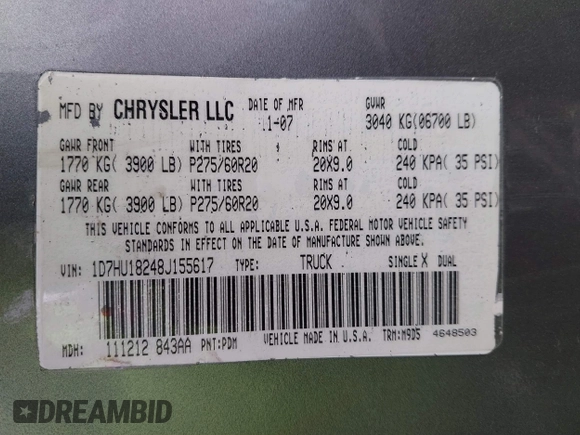 MFD BY CHRYSLER LLC DATE OF MFR GVWR
1-07 3040 KG(06700 LB)
GAWR FRONT WITH TIRES RIMS AT COLD
1770 KG( 3900 LB) P275/60R20 20X9.0 240 KPA( 35 PSI)
GAWR REAR WITH TIRES RIMS AT COLD
1770 KG( 3900 LB) P275/60R20 20X9.0 240 KPA( 35 PSI)
THIS VEHICLE CONFORMS TO ALL APPLICABLE U.S.A. FEDERAL MOTOR VEHICLE SAFETY
STANDARDS IN EFFECT ON THE DATE OF MANUFACTURE SHOWN ABOVE.
VIN: 1D7HU18248J155617 TYPE: TRUCK SINGLE X DUAL
MDH: 111212 843AA PNT:PDM VEHICLE MADE IN U.S.A. TRM:M9D5 4648503
DREAMBID